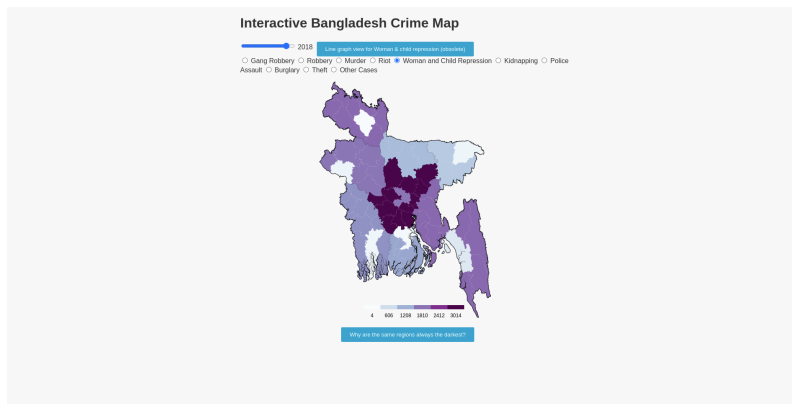 Interactive Bangladesh Crime Map
2018 Line graph view for Woman & child repression (obselete)
Gang Robbery Robbery Murder Riot Woman and Child Repression Kidnapping Police
Assault Burglary Theft Other Cases
4 606 1208 1810 2412 3014
Why are the same regions always the darkest?